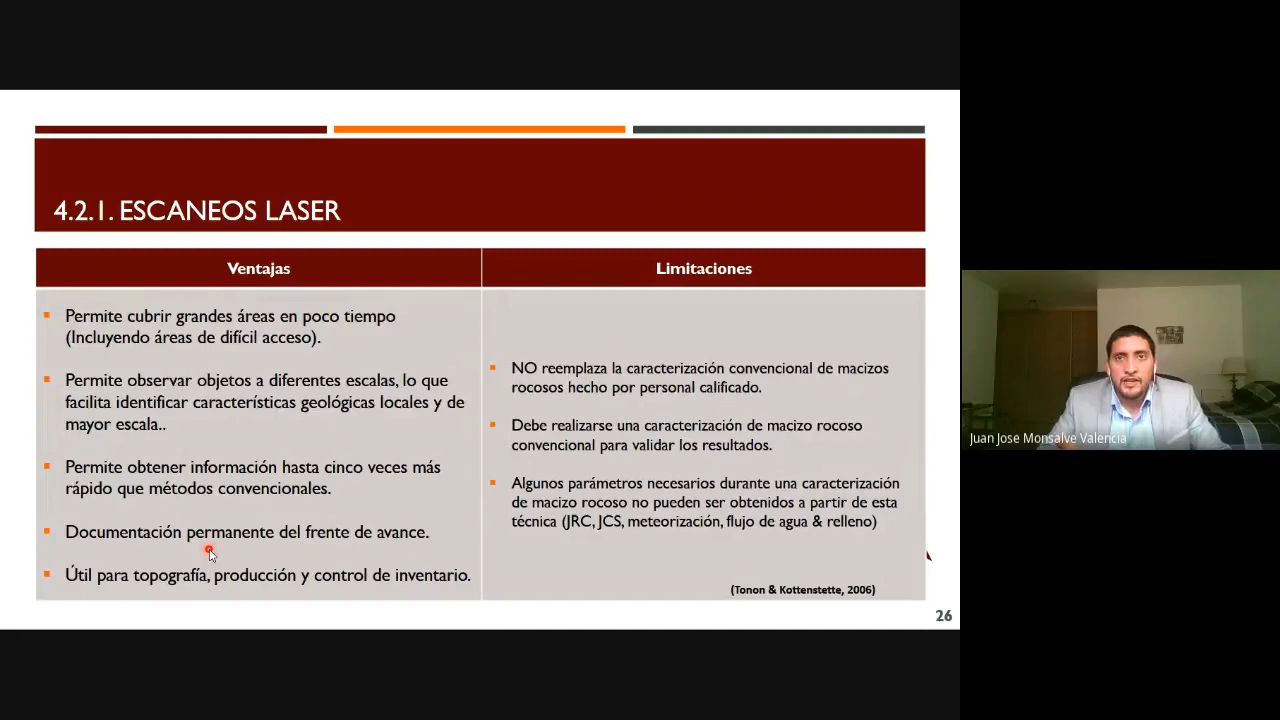 4.2.1. ESCANEOS LASER
Ventajas
Permite cubrir grandes áreas en poco tiempo
(Incluyendo áreas de difícil acceso).
Permite observar objetos a diferentes escalas, lo que
facilita identificar características geológicas locales y de
mayor escala..
Permite obtener información hasta cinco veces más
rápido que métodos convencionales.
Documentación permanente del frente de avance.
Útil para topografía, producción y control de inventario.
Limitaciones
NO reemplaza la caracterización convencional de macizos
rocosos hecho por personal calificado.
Debe realizarse una caracterización de macizo rocoso
convencional para validar los resultados.
Algunos parámetros necesarios durante una caracterización
de macizo rocoso no pueden ser obtenidos a partir de esta
técnica (JRC, JCS, meteorización, flujo de agua & relleno)
(Tonon & Kottenstette, 2006)
26
Juan Jose Monsalve Valencia